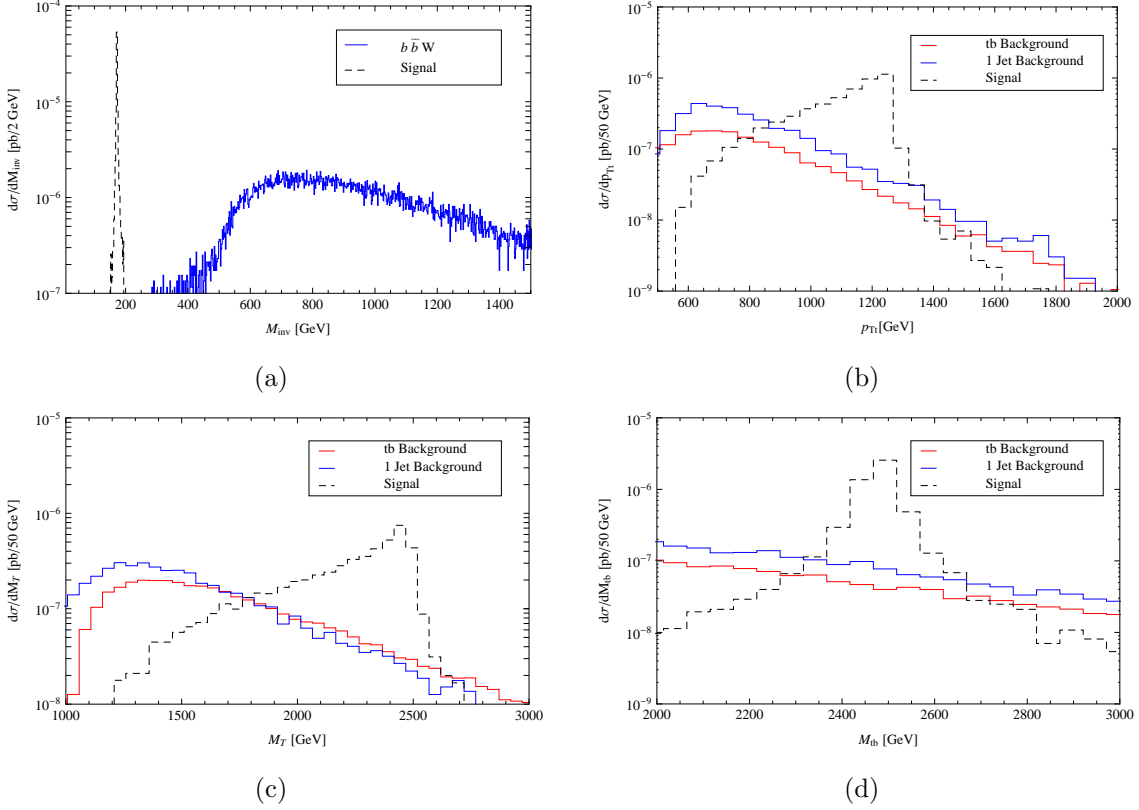 10⁻⁴
10⁻⁵
10⁻⁶
10⁻⁷
dσ/dM_inv [pb/2 GeV]
b b̅ W
Signal
200 400 600 800 1000 1200 1400
M_inv [GeV]
(a)
10⁻⁵
10⁻⁶
10⁻⁷
10⁻⁸
10⁻⁹
dσ/dp_Tt [pb/50 GeV]
tb Background
1 Jet Background
Signal
600 800 1000 1200 1400 1600 1800 2000
p_Tt[GeV]
(b)
10⁻⁵
10⁻⁶
10⁻⁷
10⁻⁸
dσ/dM_T [pb/50 GeV]
tb Background
1 Jet Background
Signal
1000 1500 2000 2500 3000
M_T [GeV]
(c)
10⁻⁵
10⁻⁶
10⁻⁷
10⁻⁸
10⁻⁹
dσ/dM_tb [pb/50 GeV]
tb Background
1 Jet Background
Signal
2000 2200 2400 2600 2800 3000
M_tb [GeV]
(d)